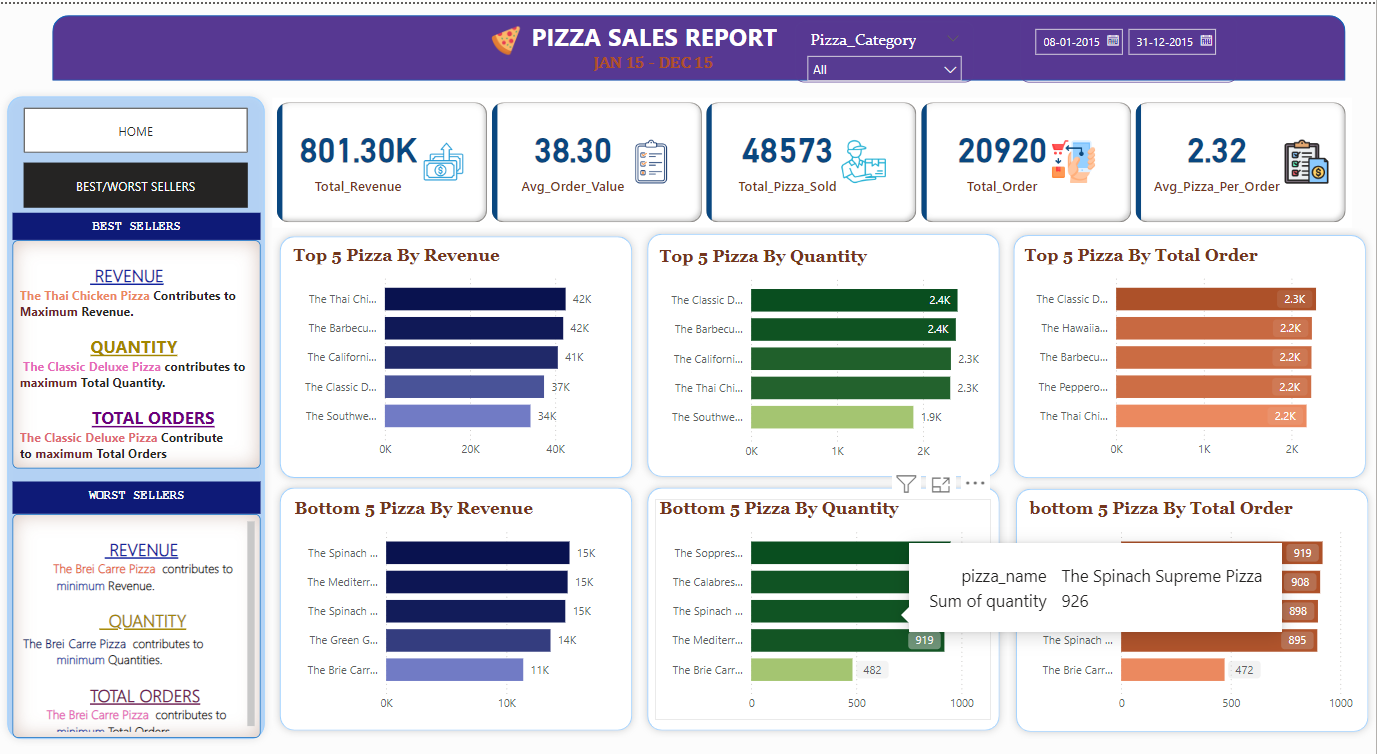 PIZZA SALES REPORT
JAN 15 - DEC 15
Pizza_Category
All
08-01-2015
31-12-2015
HOME
BEST/WORST SELLERS
BEST SELLERS
REVENUE
The Thai Chicken Pizza Contributes to
Maximum Revenue.
QUANTITY
The Classic Deluxe Pizza contributes to
maximum Total Quantity.
TOTAL ORDERS
The Classic Deluxe Pizza Contribute
to maximum Total Orders
WORST SELLERS
REVENUE
The Brei Carre Pizza contributes to
minimum Revenue.
QUANTITY
The Brei Carre Pizza contributes to
minimum Quantities.
TOTAL ORDERS
The Brei Carre Pizza contributes to
minimum Total Orders
801.30K
Total_Revenue
38.30
Avg_Order_Value
48573
Total_Pizza_Sold
20920
Total_Order
2.32
Avg_Pizza_Per_Order
Top 5 Pizza By Revenue
The Thai Chi... 42K
The Barbecu... 42K
The Californi... 41K
The Classic D... 37K
The Southwe... 34K
0K 20K 40K
Top 5 Pizza By Quantity
The Classic D... 2.4K
The Barbecu... 2.4K
The Californi... 2.3K
The Thai Chi... 2.3K
The Southwe... 1.9K
0K 1K 2K
Top 5 Pizza By Total Order
The Classic D... 2.3K
The Hawaiia... 2.2K
The Barbecu... 2.2K
The Peppero... 2.2K
The Thai Chi... 2.2K
0K 1K 2K
Bottom 5 Pizza By Revenue
The Spinach ... 15K
The Mediterr... 15K
The Spinach ... 15K
The Green G... 14K
The Brie Carr... 11K
0K 10K
Bottom 5 Pizza By Quantity
The Soppres...
The Calabres...
The Spinach ...
The Mediterr... 919
The Brie Carr... 482
0 500 1000
pizza_name The Spinach Supreme Pizza
Sum of quantity 926
bottom 5 Pizza By Total Order
919
908
898
The Spinach ... 895
The Brie Carr... 472
0 500 1000